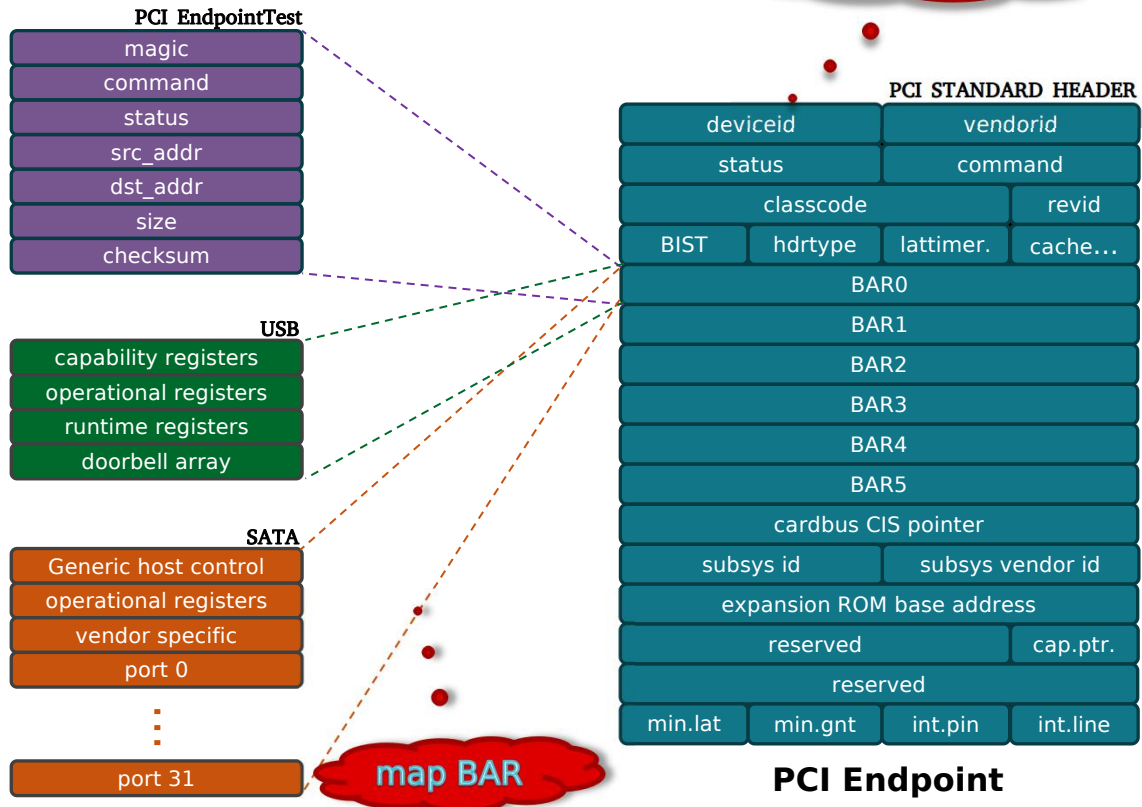 PCI EndpointTest
magic
command
status
src_addr
dst_addr
size
checksum
USB
capability registers
operational registers
runtime registers
doorbell array
SATA
Generic host control
operational registers
vendor specific
port 0
port 31
map BAR
PCI STANDARD HEADER
deviceid vendorid
status command
classcode revid
BIST hdrtype lattimer. cache...
BAR0
BAR1
BAR2
BAR3
BAR4
BAR5
cardbus CIS pointer
subsys id subsys vendor id
expansion ROM base address
reserved cap.ptr.
reserved
min.lat min.gnt int.pin int.line
PCI Endpoint